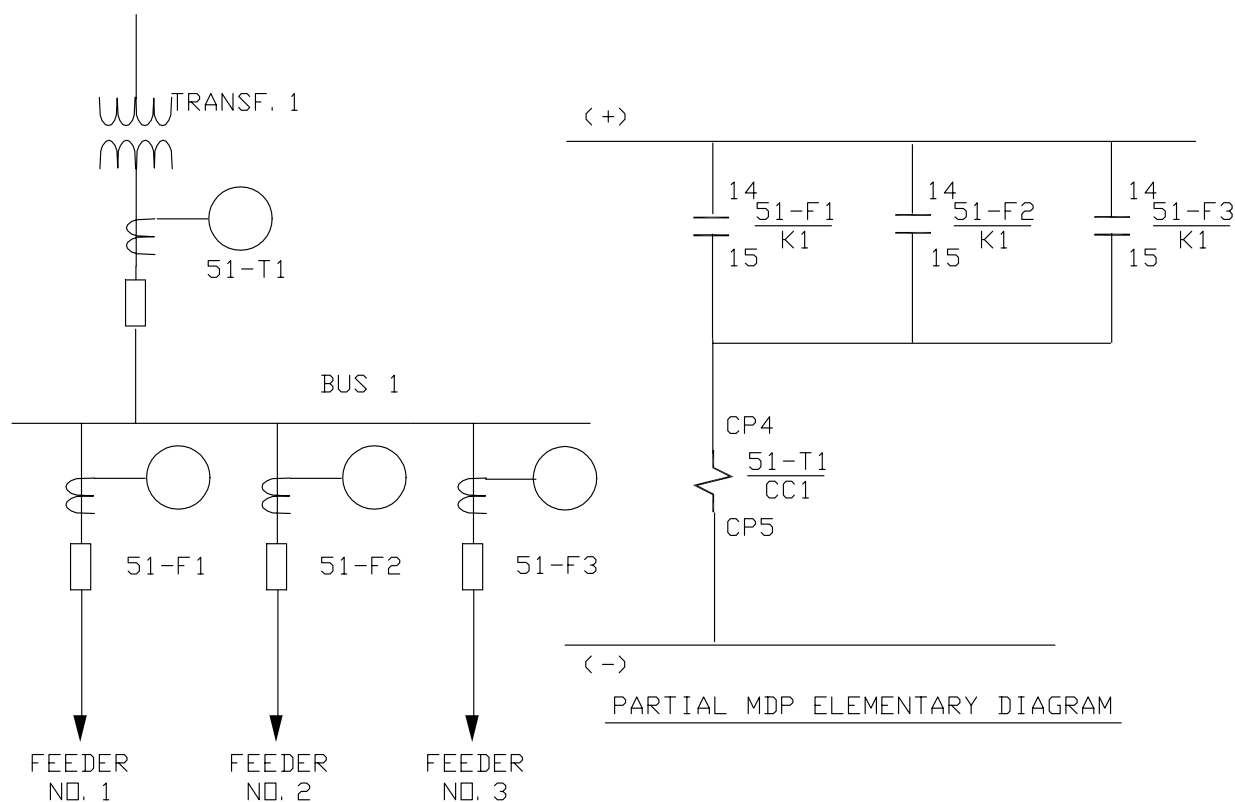 TRANSF. 1
51-T1
BUS 1
51-F1
51-F2
51-F3
FEEDER
NO. 1
FEEDER
NO. 2
FEEDER
NO. 3
(+)
14
51-F1
K1
15
14
51-F2
K1
15
14
51-F3
K1
15
CP4
51-T1
CC1
CP5
(-)
PARTIAL MDP ELEMENTARY DIAGRAM